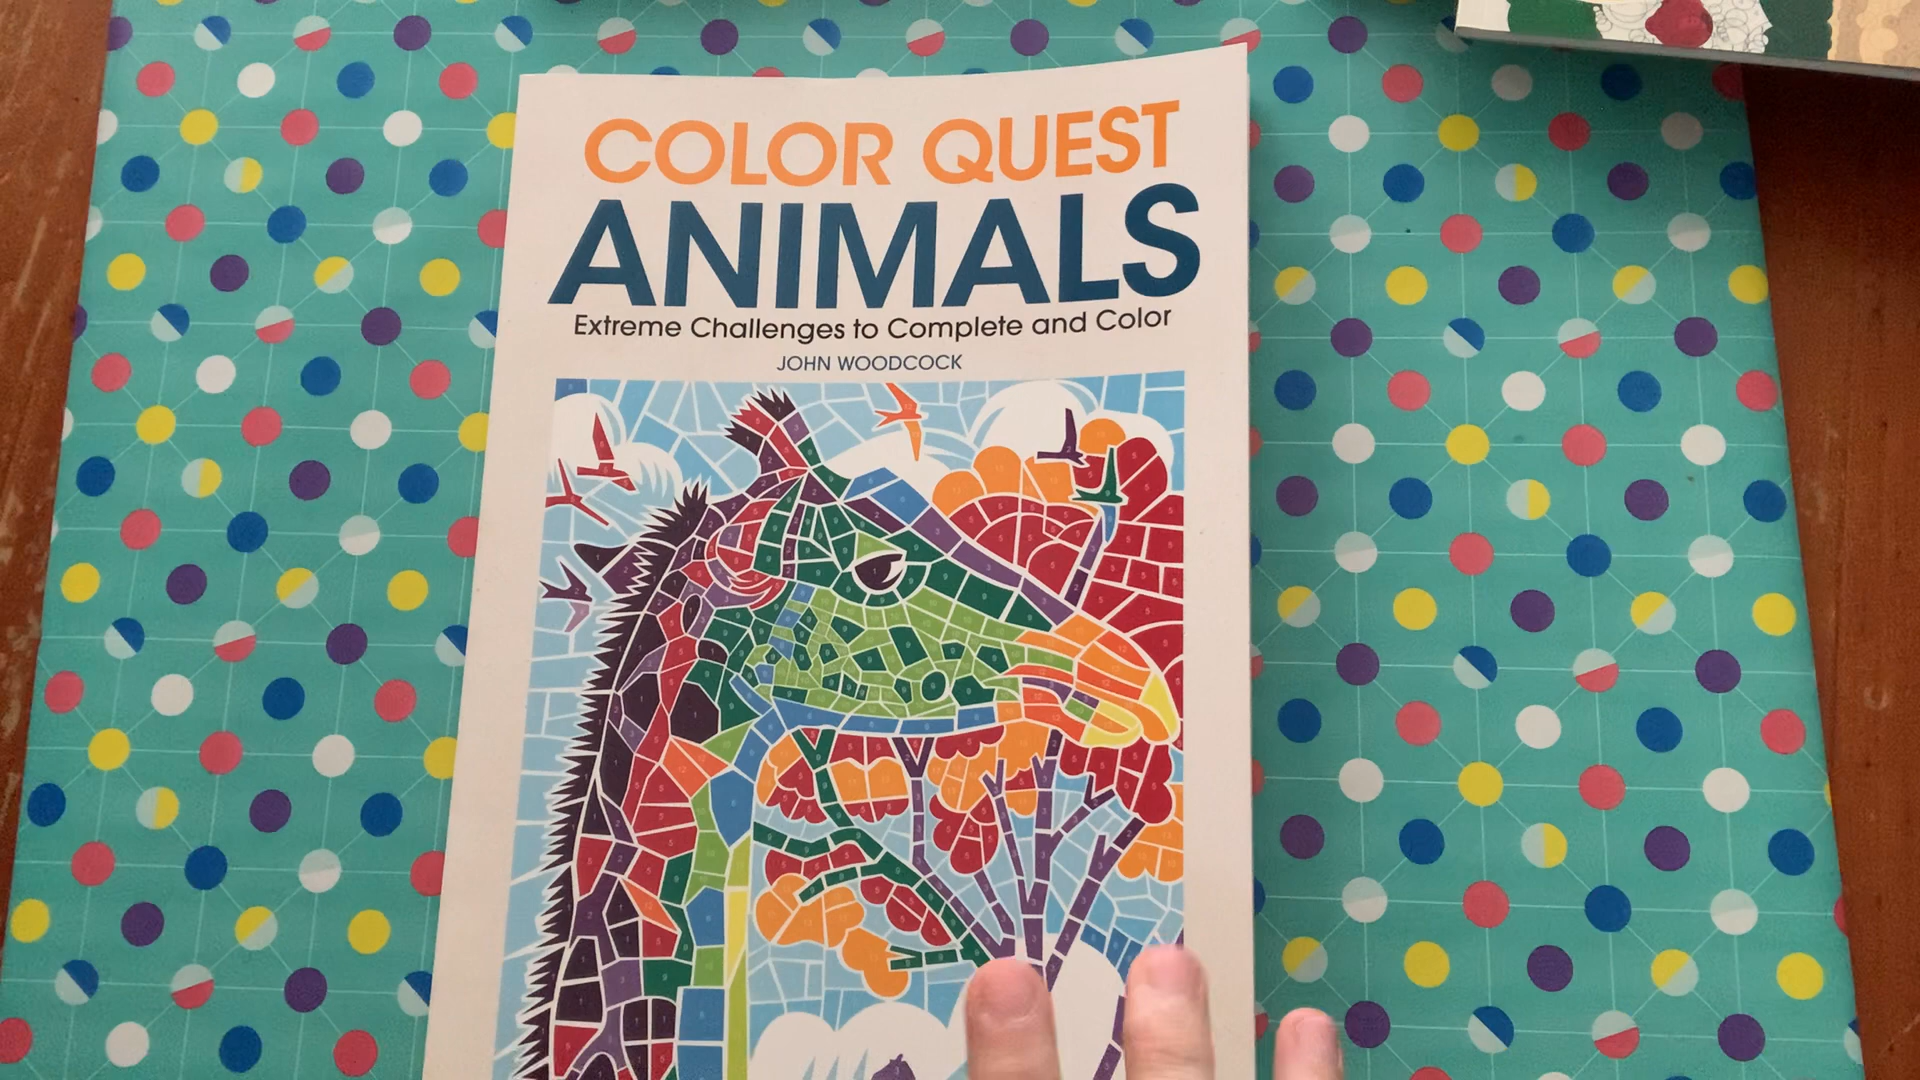 COLOR QUEST
ANIMALS
Extreme Challenges to Complete and Color
JOHN WOODCOCK